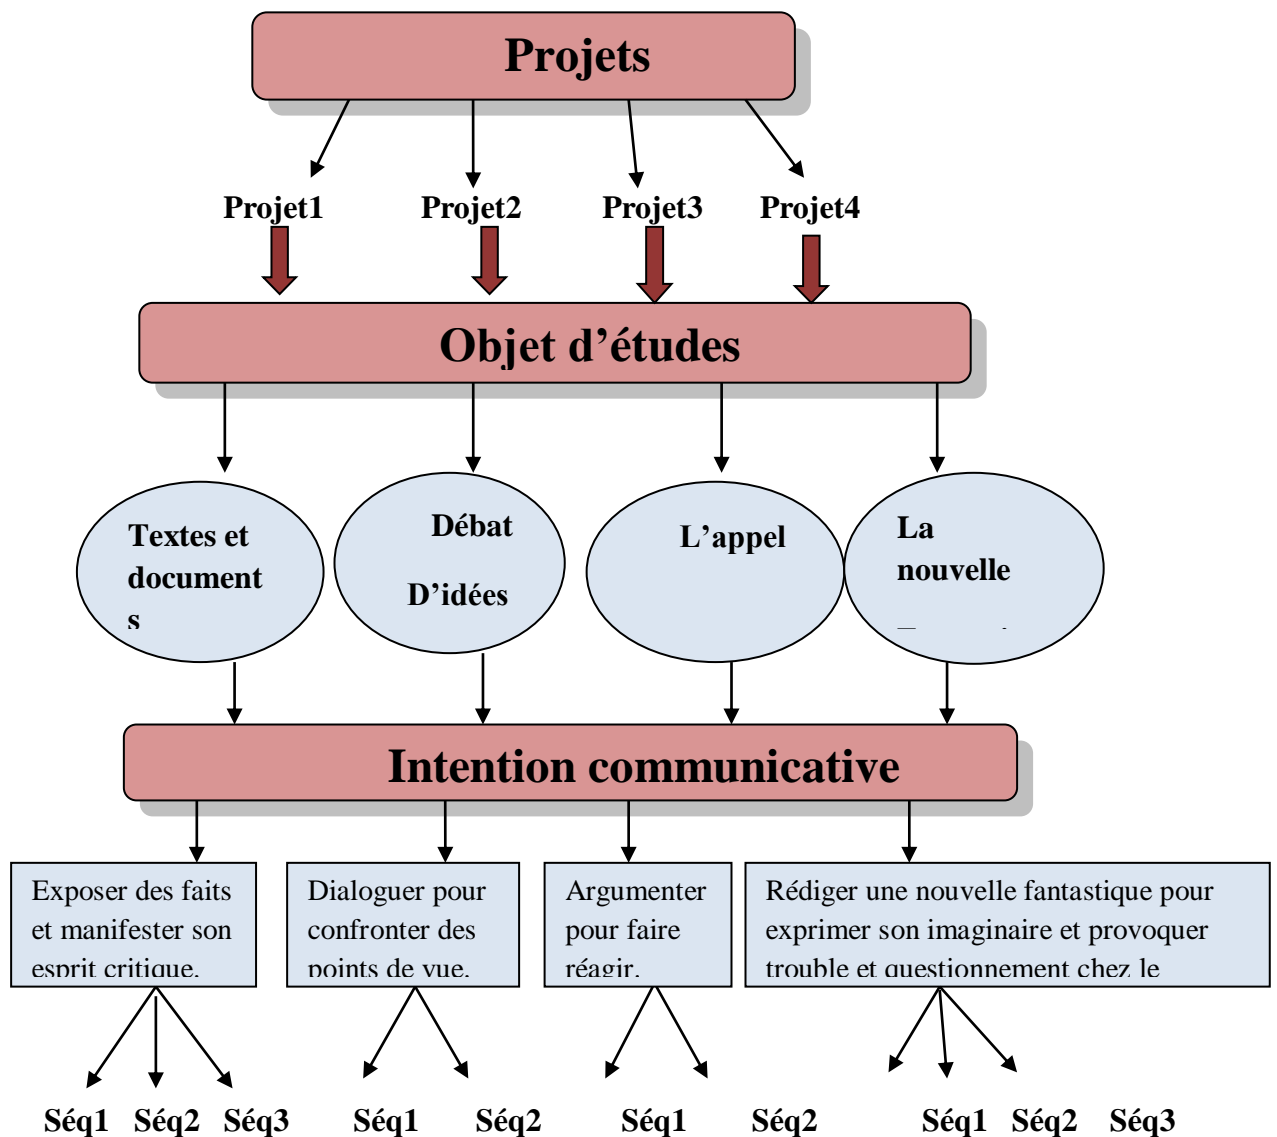 Projets
Projet1 Projet2 Projet3 Projet4
Objet d’études
Textes et
document
s
Débat
D’idées
L’appel
La
nouvelle
Intention communicative
Exposer des faits
et manifester son
esprit critique.
Dialoguer pour
confronter des
points de vue.
Argumenter
pour faire
réagir.
Rédiger une nouvelle fantastique pour
exprimer son imaginaire et provoquer
trouble et questionnement chez le
Séq1 Séq2 Séq3 Séq1 Séq2 Séq1 Séq2 Séq1 Séq2 Séq3